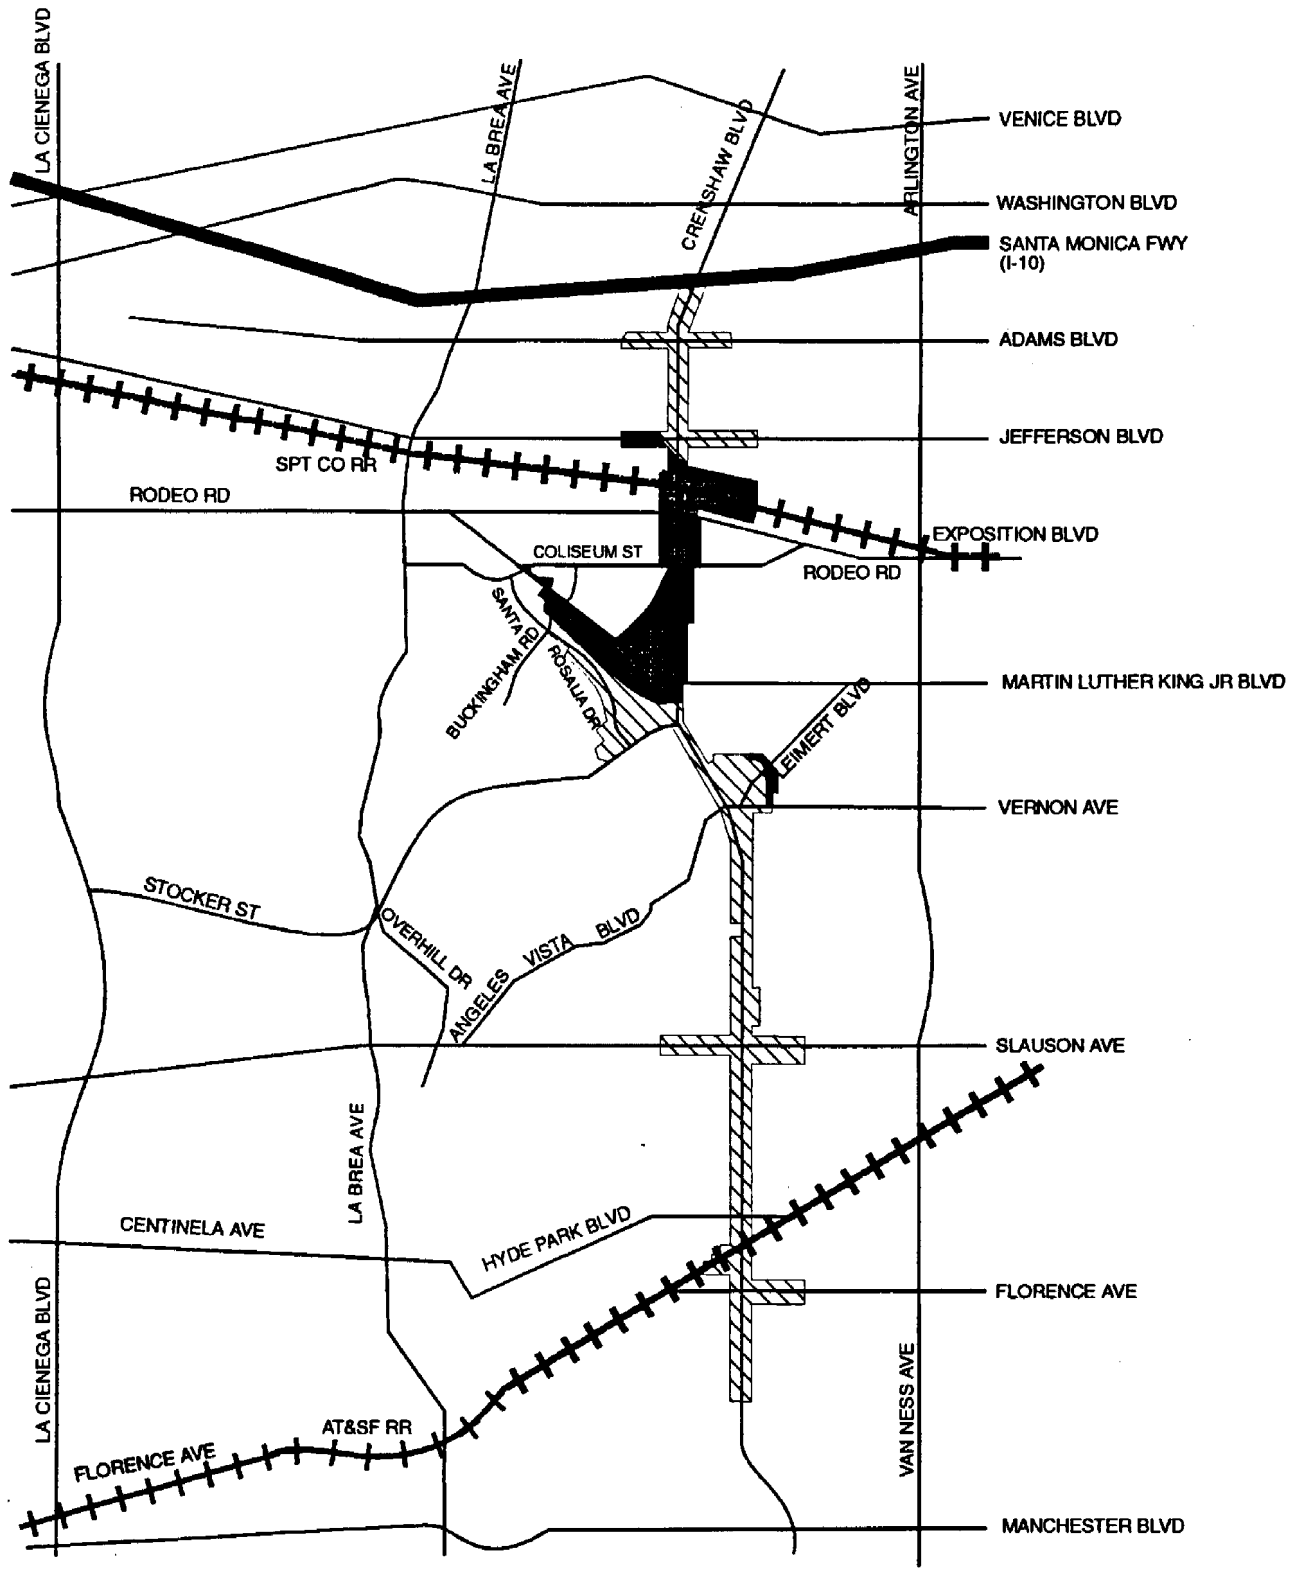 LA CIENEGA BLVD
LA BREA AVE
CRENSHAW BLVD
ARLINGTON AVE
VENICE BLVD
WASHINGTON BLVD
SANTA MONICA FWY
(I-10)
ADAMS BLVD
JEFFERSON BLVD
SPT CO RR
RODEO RD
EXPOSITION BLVD
COLISEUM ST
RODEO RD
SANTA
ROSALIA DR
BUCKINGHAM RD
MARTIN LUTHER KING JR BLVD
LEIMERT BLVD
VERNON AVE
STOCKER ST
OVERHILL DR
ANGELES VISTA BLVD
SLAUSON AVE
LA BREA AVE
CENTINELA AVE
HYDE PARK BLVD
FLORENCE AVE
LA CIENEGA BLVD
VAN NESS AVE
AT&SF RR
FLORENCE AVE
MANCHESTER BLVD